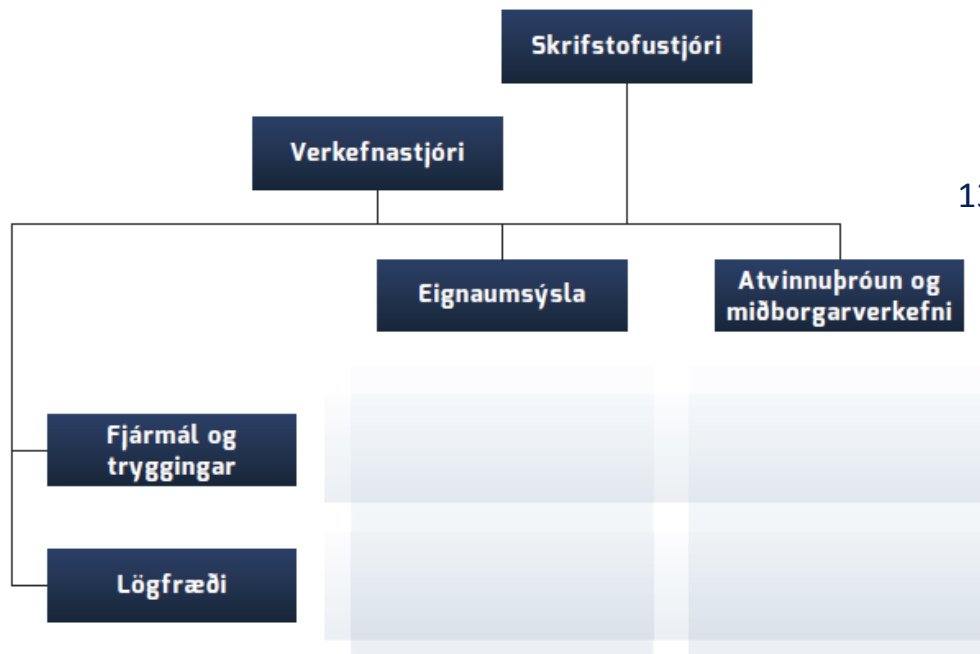 Skrifstofustjóri
Verkefnastjóri
Eignaumsýsla
Atvinnuþróun og
miðborgarverkefni
Fjármál og
tryggingar
Lögfræði